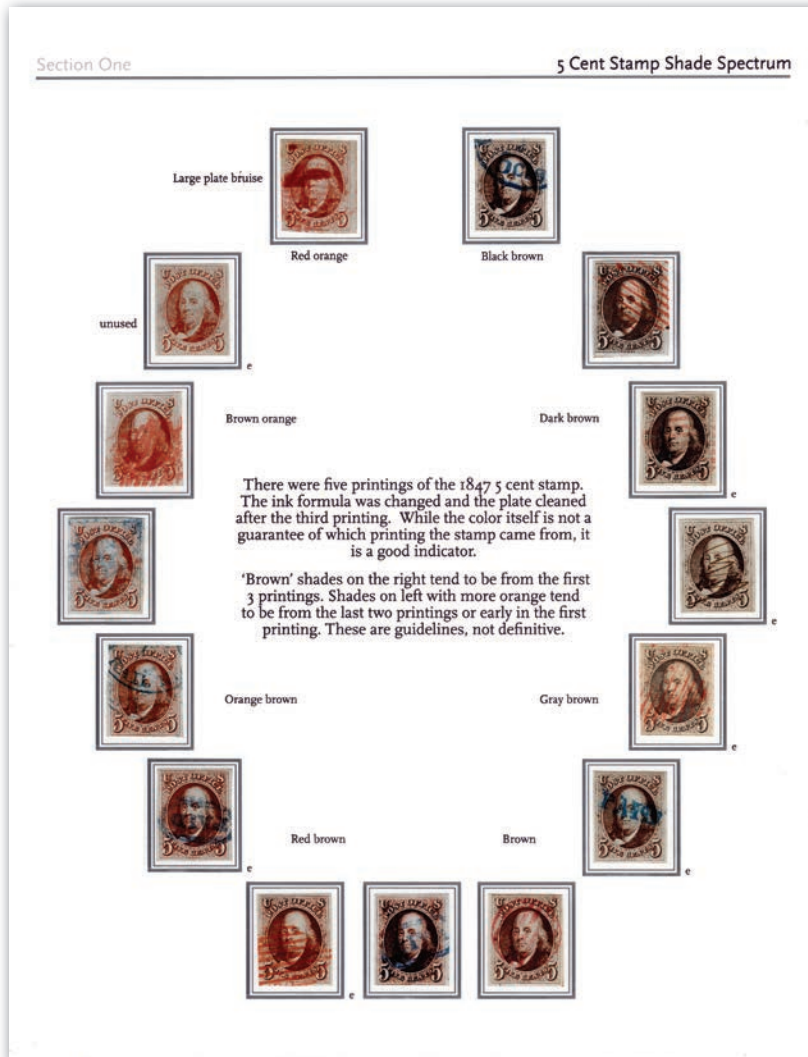 Section One
5 Cent Stamp Shade Spectrum
Large plate bruise
Red orange
Black brown
unused
e
Brown orange
Dark brown
e
There were five printings of the 1847 5 cent stamp.
The ink formula was changed and the plate cleaned
after the third printing. While the color itself is not a
guarantee of which printing the stamp came from, it
is a good indicator.
'Brown' shades on the right tend to be from the first
3 printings. Shades on left with more orange tend
to be from the last two printings or early in the first
printing. These are guidelines, not definitive.
e
Orange brown
Gray brown
e
Red brown
Brown
e
e
e